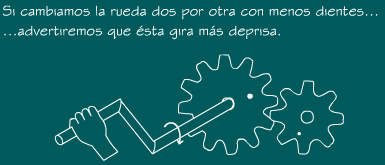 Si cambiamos la rueda dos por otra con menos dientes...
...advertiremos que ésta gira más deprisa.